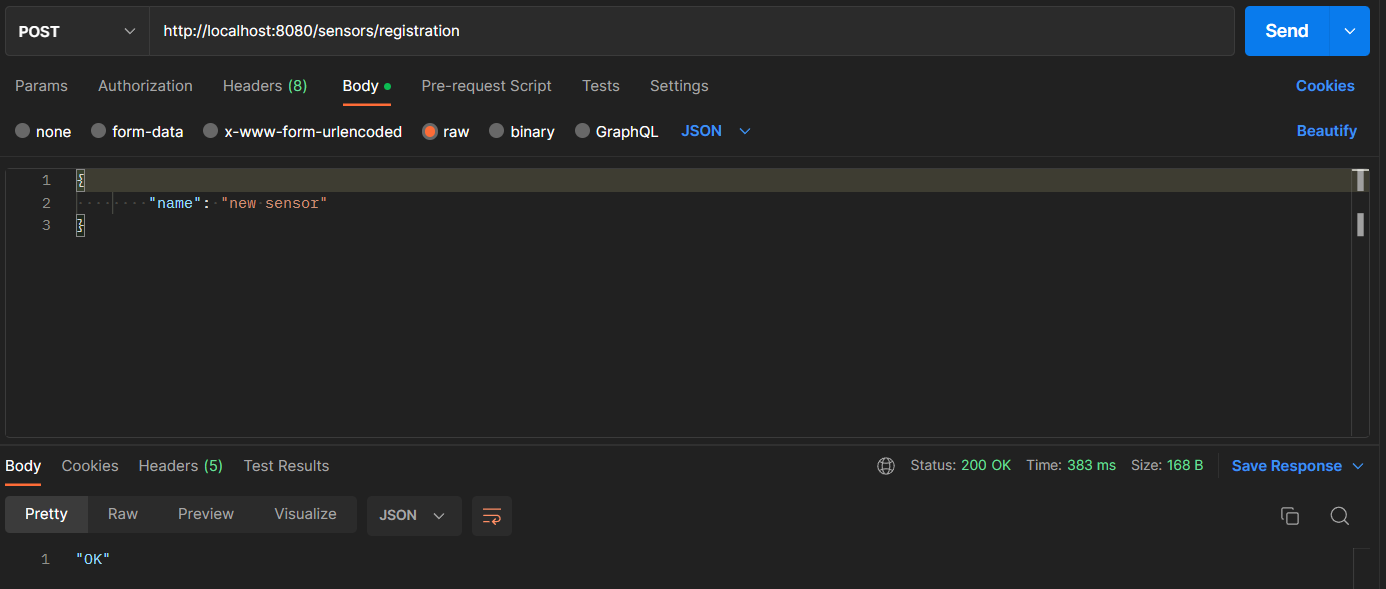 POST http://localhost:8080/sensors/registration Send
Params Authorization Headers (8) Body Pre-request Script Tests Settings Cookies
none form-data x-www-form-urlencoded raw binary GraphQL JSON Beautify
1 {
2 "name": "new sensor"
3 }
Body Cookies Headers (5) Test Results Status: 200 OK Time: 383 ms Size: 168 B Save Response
Pretty Raw Preview Visualize JSON
1 "OK"